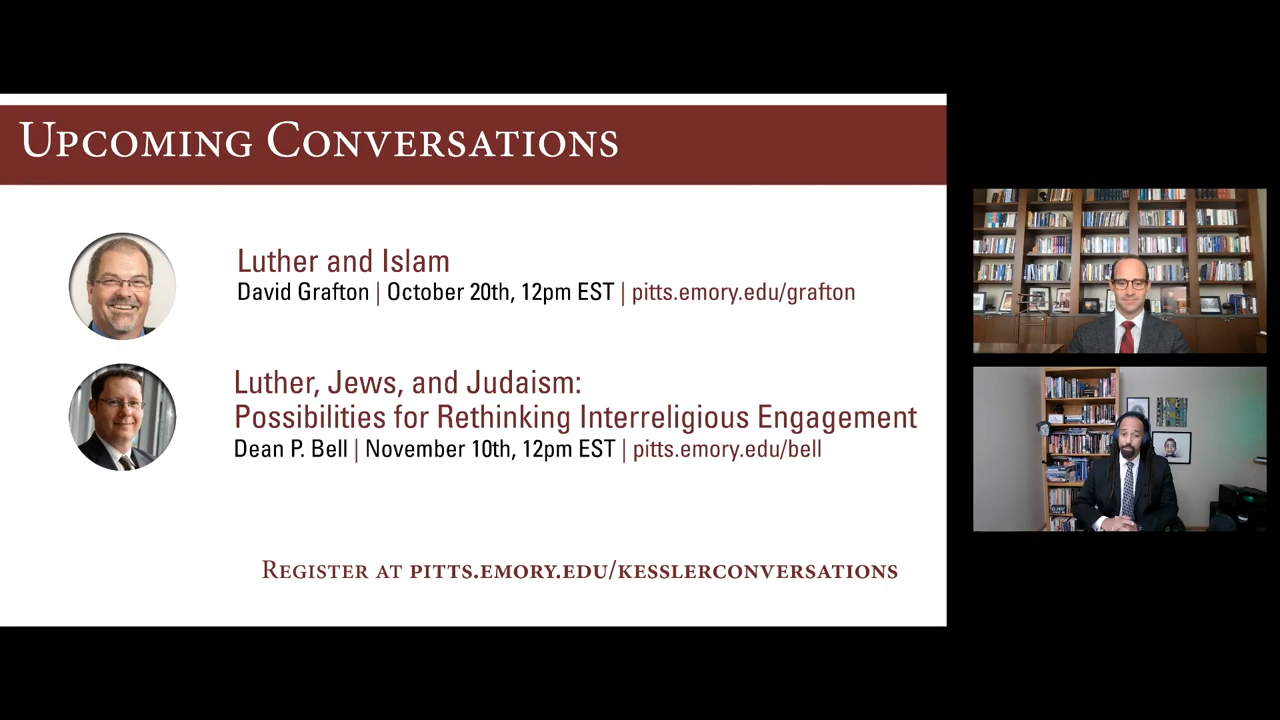 Upcoming Conversations
Luther and Islam
David Grafton | October 20th, 12pm EST | pitts.emory.edu/grafton
Luther, Jews, and Judaism:
Possibilities for Rethinking Interreligious Engagement
Dean P. Bell | November 10th, 12pm EST | pitts.emory.edu/bell
Register at pitts.emory.edu/kesslerconversations